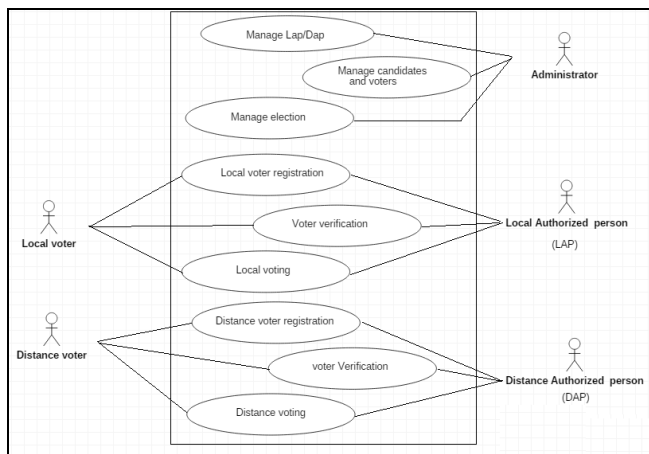 Manage Lap/Dap
Manage candidates
and voters
Administrator
Manage election
Local voter registration
Voter verification
Local voter
Local Authorized person
(LAP)
Local voting
Distance voter registration
Distance voter
voter Verification
Distance Authorized person
(DAP)
Distance voting